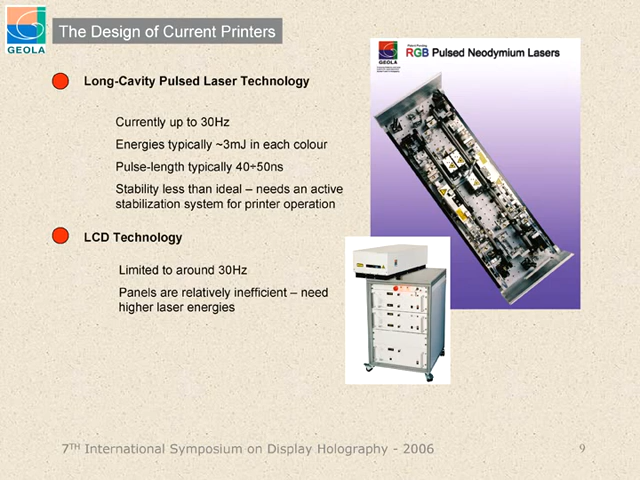 GEOLA
The Design of Current Printers
RGB Pulsed Neodymium Lasers
GEOLA
Long-Cavity Pulsed Laser Technology
Currently up to 30Hz
Energies typically ~3mJ in each colour
Pulse-length typically 40÷50ns
Stability less than ideal – needs an active
stabilization system for printer operation
LCD Technology
Limited to around 30Hz
Panels are relatively inefficient – need
higher laser energies
7TH International Symposium on Display Holography - 2006
9